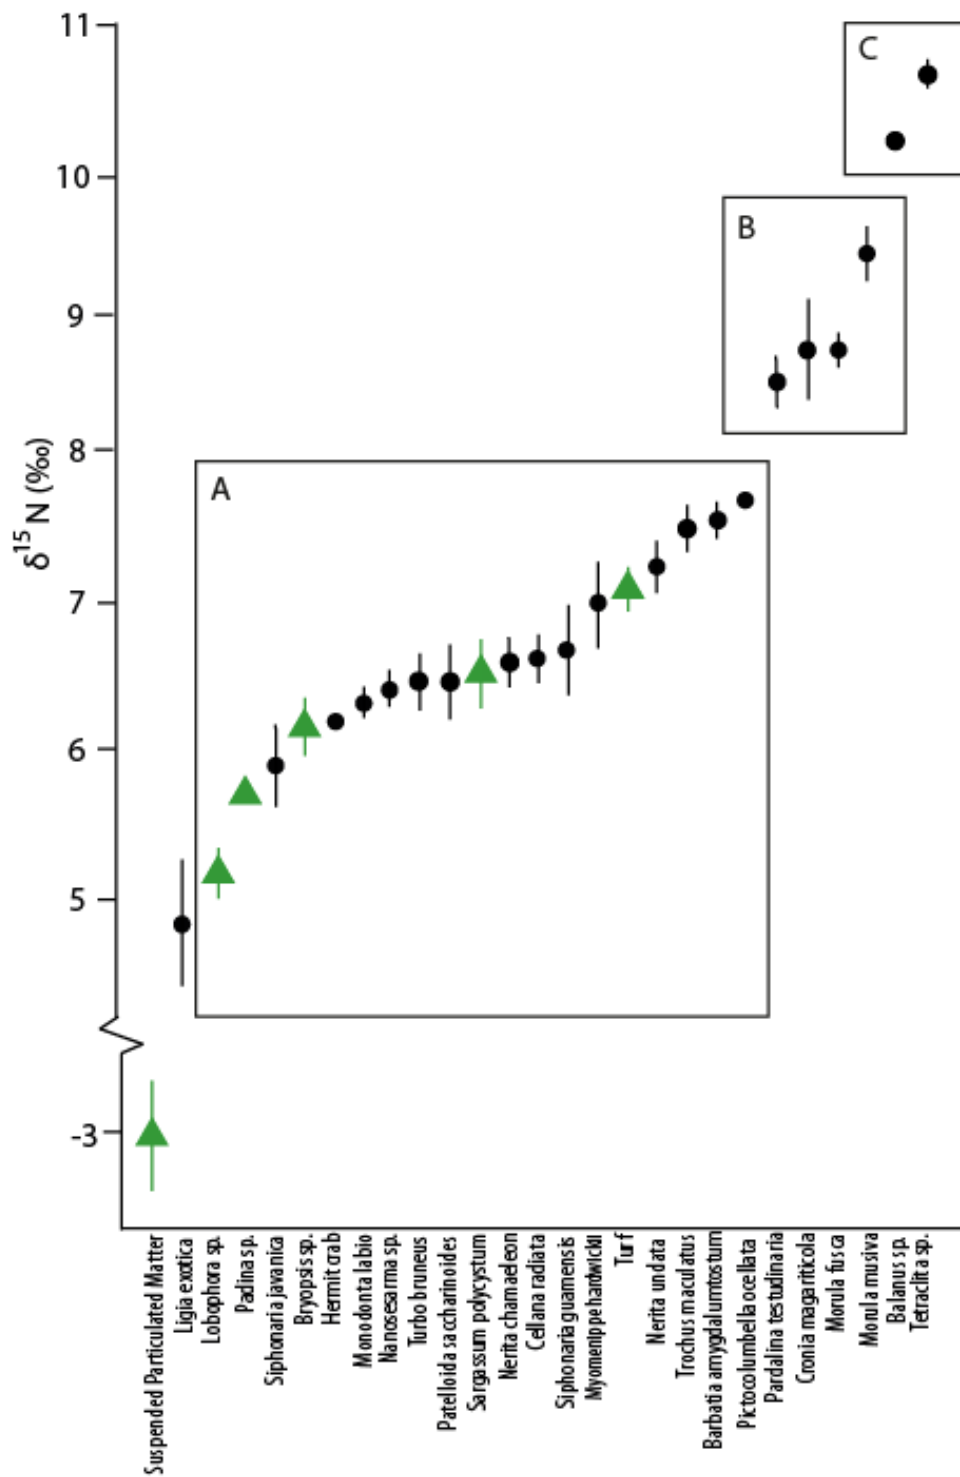 11
10
9
8
7
6
5
-3
δ15 N (‰)
A
B
C
Suspended Particulated Matter
Ligia exotica
Lobophora sp.
Padina sp.
Siphonaria javanica
Bryopsis sp.
Hermit crab
Monodonta labio
Nanosesarma sp.
Turbo bruneus
Patelloida saccharinoides
Sargassum polycystum
Nerita chamaeleon
Cellana radiata
Siphonaria guamensis
Myomenippe hardwickii
Turf
Nerita undata
Trochus maculatus
Barbatia amygdalumtostum
Pictocolumbella ocellata
Pardalina testudinaria
Cronia magariticola
Morula fusca
Morula musiva
Balanus sp.
Tetraclita sp.